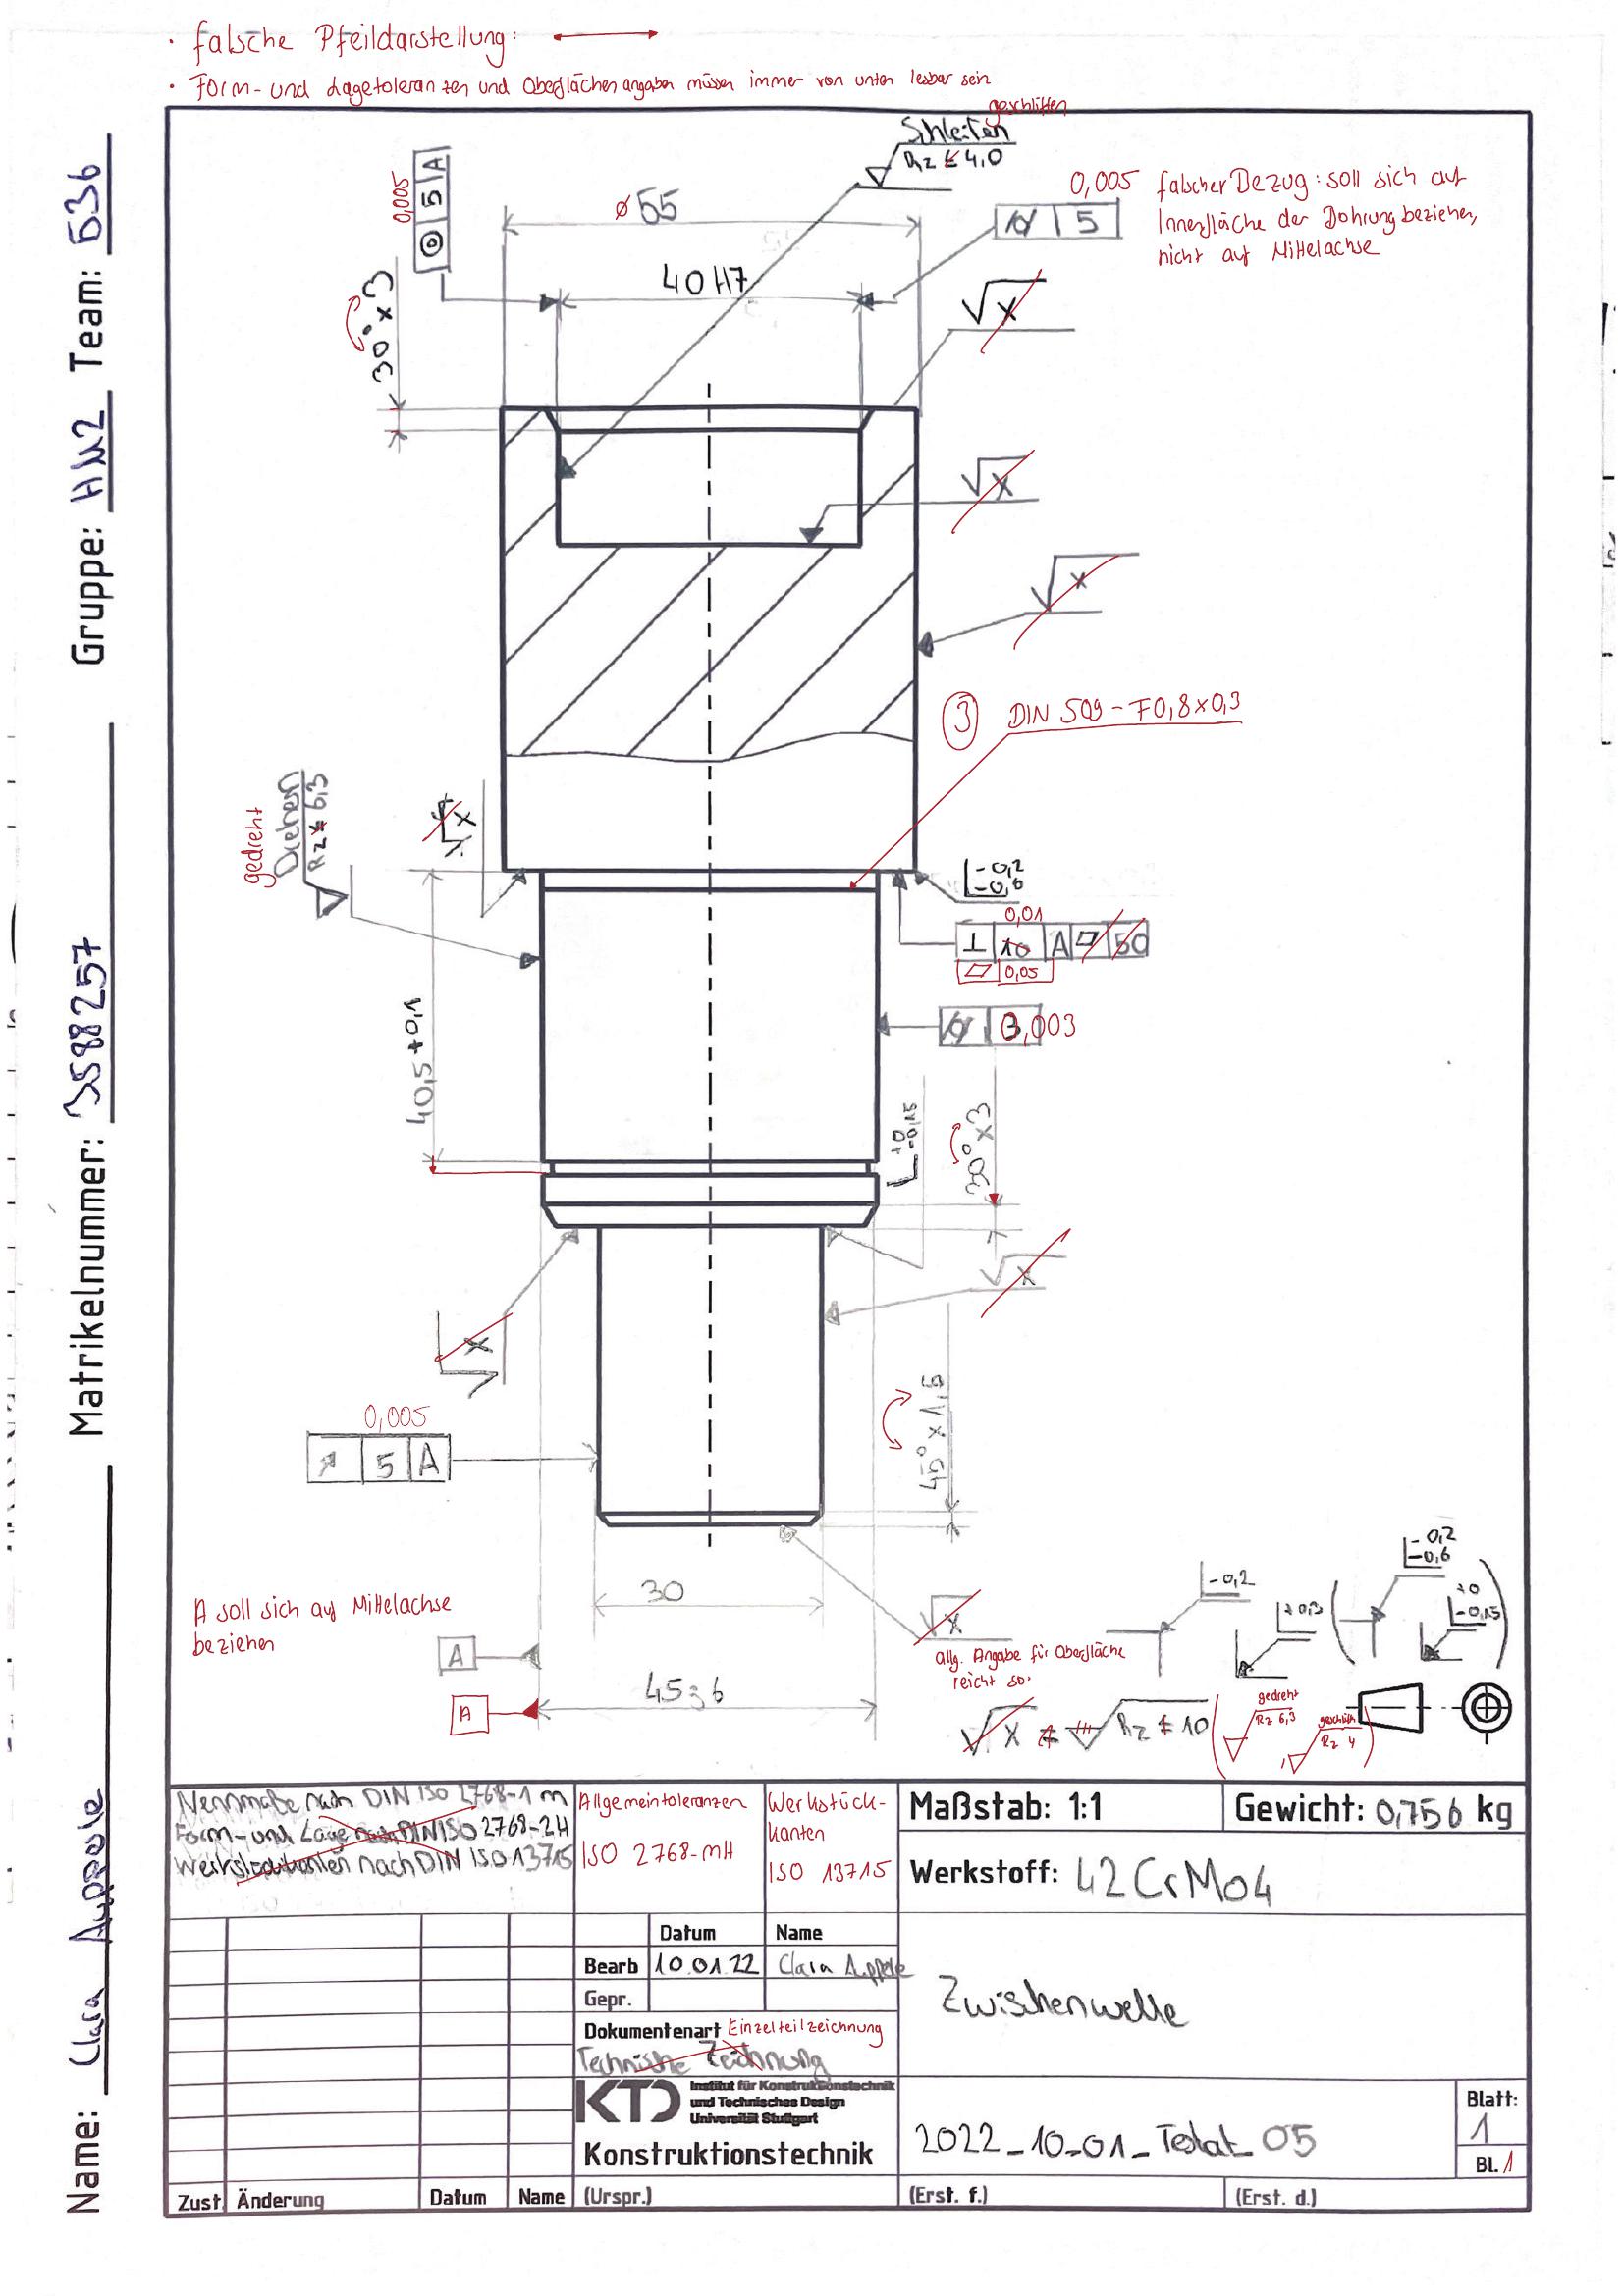 · falsche Pfeildarstellung:
· Form- und Lagetoleranzen und Oberflächenangaben müssen immer von unten lesbar sein
geschliffen
Schleifen
Rz ≤ 4,0
0,005
◎ 5 A
⌀ 55
0,005 falscher Bezug: soll sich auf
Innenfläche der Bohrung beziehen,
nicht auf Mittelachse
⌭ 5
40 H7
30° x 3
√x
√x
√x
③ DIN 509 - F0,8x0,3
gedreht
Drehen
Rz ≤ 6,3
√x
-0,2
-0,6
0,01
⊥ 10 A ⏥ 50
⏥ 0,05
40,5 +0,1
⌭ 0,003
+0
-0,15
30° x 3
√x
√x
45° x 1,5
0,005
↗ 5 A
30
A soll sich auf Mittelachse
beziehen
A
A
45
√x
allg. Angabe für Oberfläche
reicht so.
-0,2
+0,3
-0,2
-0,6
+0
-0,15
√x ≠ √ Rz ≤ 10
gedreht
Rz 6,3
geschliffen
Rz 4
Nennmaße nach DIN ISO 2768-1 m
Form- und Lage nach DIN ISO 2768-2H
Werkstückkanten nach DIN ISO 13715
Allgemeintoleranzen
ISO 2768-mH
Werkstück-
kanten
ISO 13715
Maßstab: 1:1
Gewicht: 0,756 kg
Werkstoff: 42CrMo4
Datum Name
Bearb 10.01.22 Clara Auppele
Gepr.
Dokumentenart Einzelteilzeichnung
Technische Zeichnung
Zwischenwelle
KTD Institut für Konstruktionstechnik
und Technisches Design
Universität Stuttgart
Konstruktionstechnik
2022_10_01_Testat_05
Blatt:
1
Bl. 1
Zust. Änderung Datum Name (Urspr.) (Erst. f.) (Erst. d.)
Name: Clara Auppele Matrikelnummer: 3588257 Gruppe: HM2 Team: 536